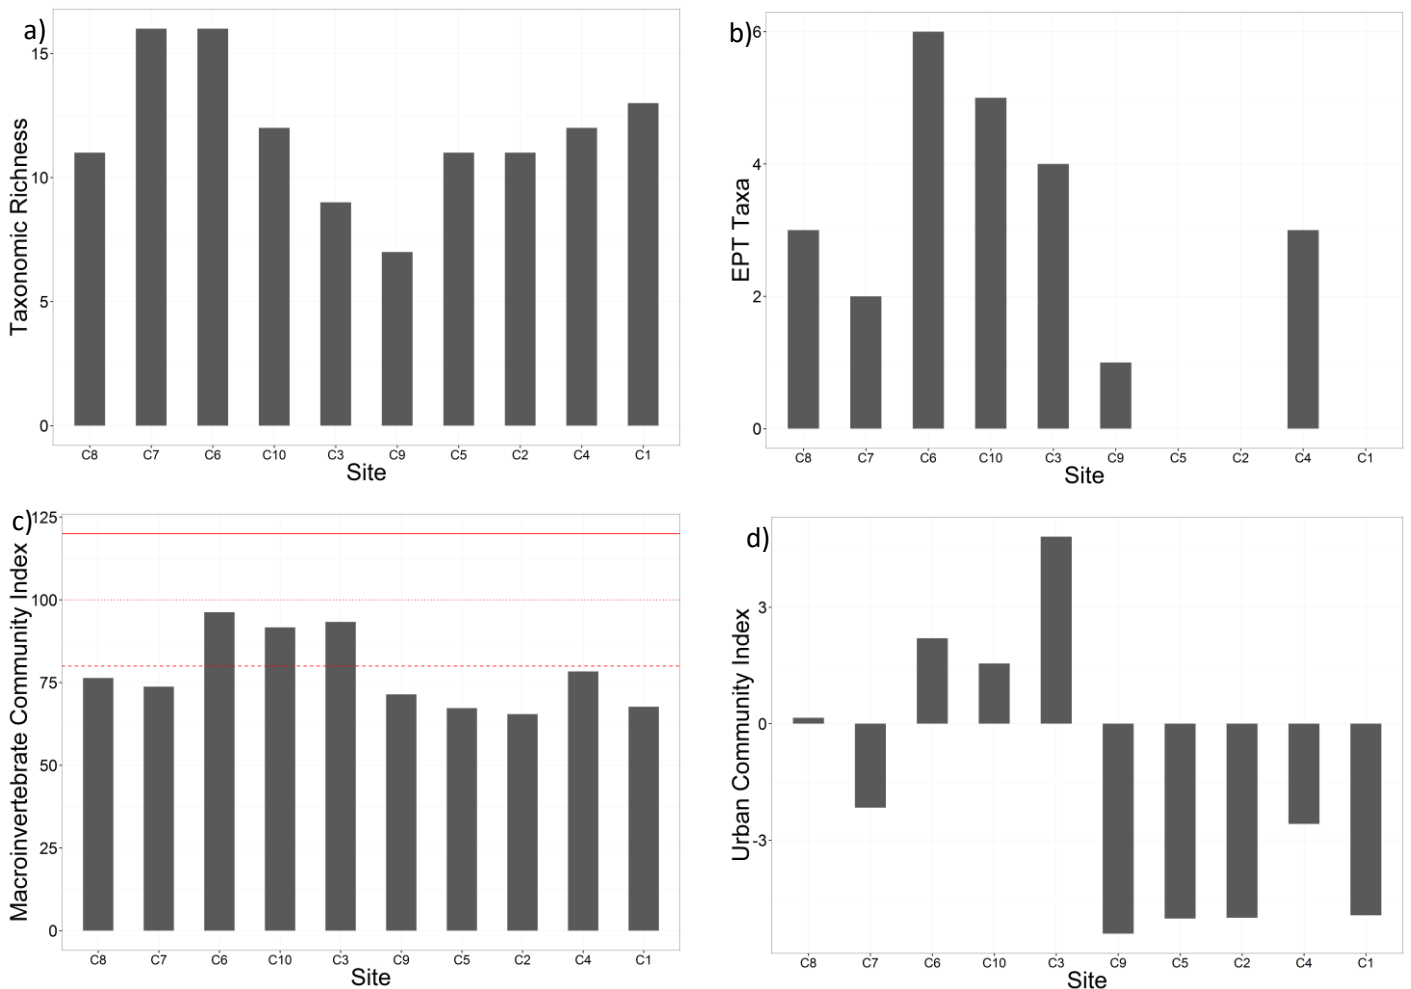 a)
Taxonomic Richness
15
10
5
0
C8 C7 C6 C10 C3 C9 C5 C2 C4 C1
Site
b)
EPT Taxa
6
4
2
0
C8 C7 C6 C10 C3 C9 C5 C2 C4 C1
Site
c)
Macroinvertebrate Community Index
125
100
75
50
25
0
C8 C7 C6 C10 C3 C9 C5 C2 C4 C1
Site
d)
Urban Community Index
3
0
-3
C8 C7 C6 C10 C3 C9 C5 C2 C4 C1
Site